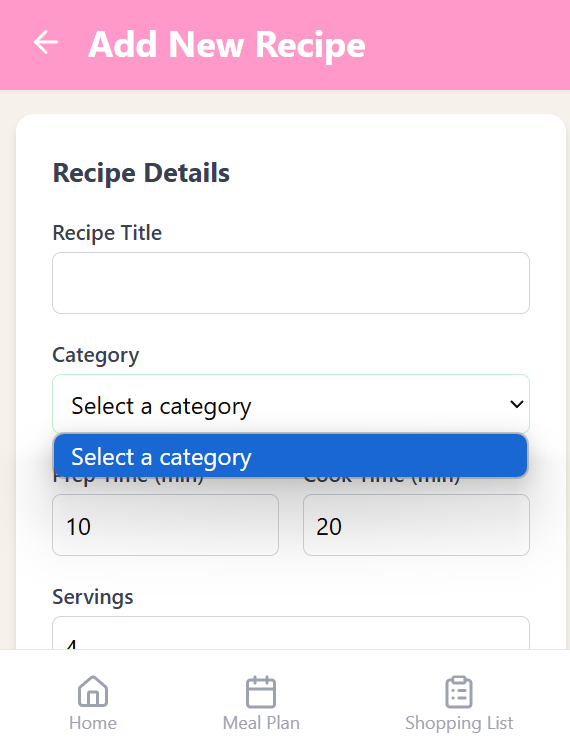 Add New Recipe
Recipe Details
Recipe Title
Category
Select a category
Select a category
Prep Time (min) Cook Time (min)
10 20
Servings
4
Home Meal Plan Shopping List